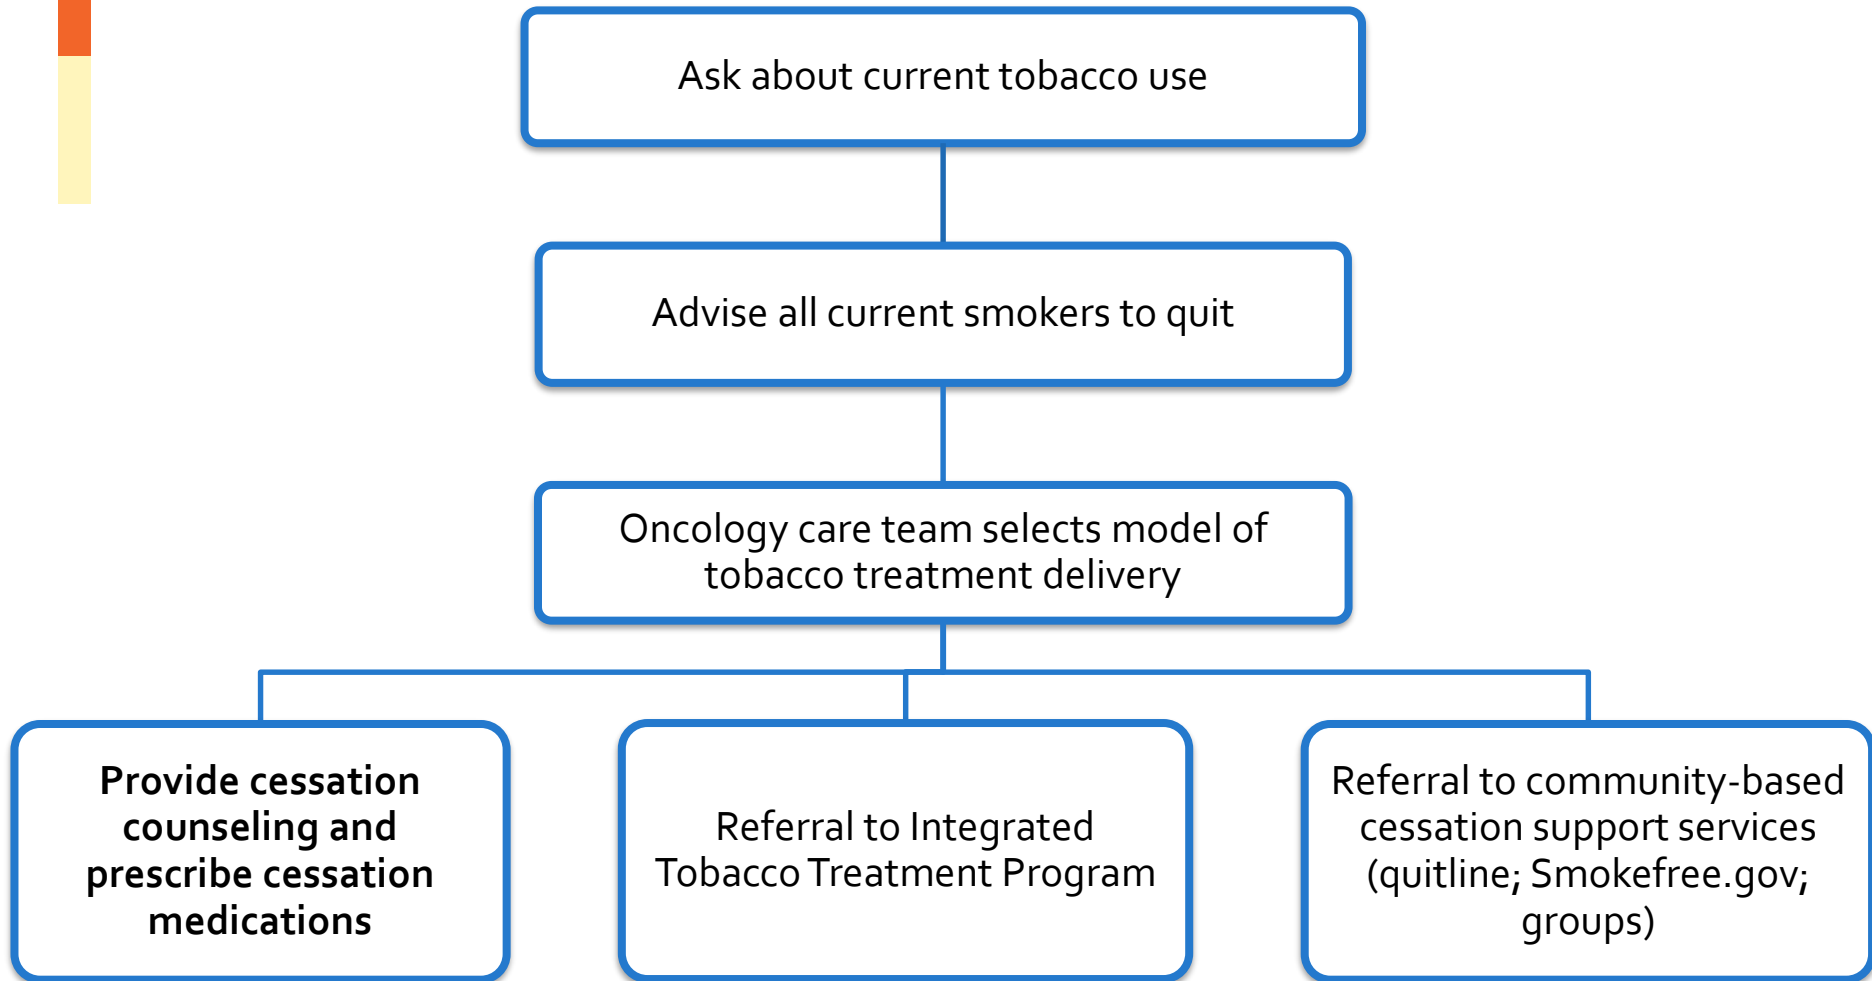 Ask about current tobacco use
Advise all current smokers to quit
Oncology care team selects model of
tobacco treatment delivery
Provide cessation
counseling and
prescribe cessation
medications
Referral to Integrated
Tobacco Treatment Program
Referral to community-based
cessation support services
(quitline; Smokefree.gov;
groups)